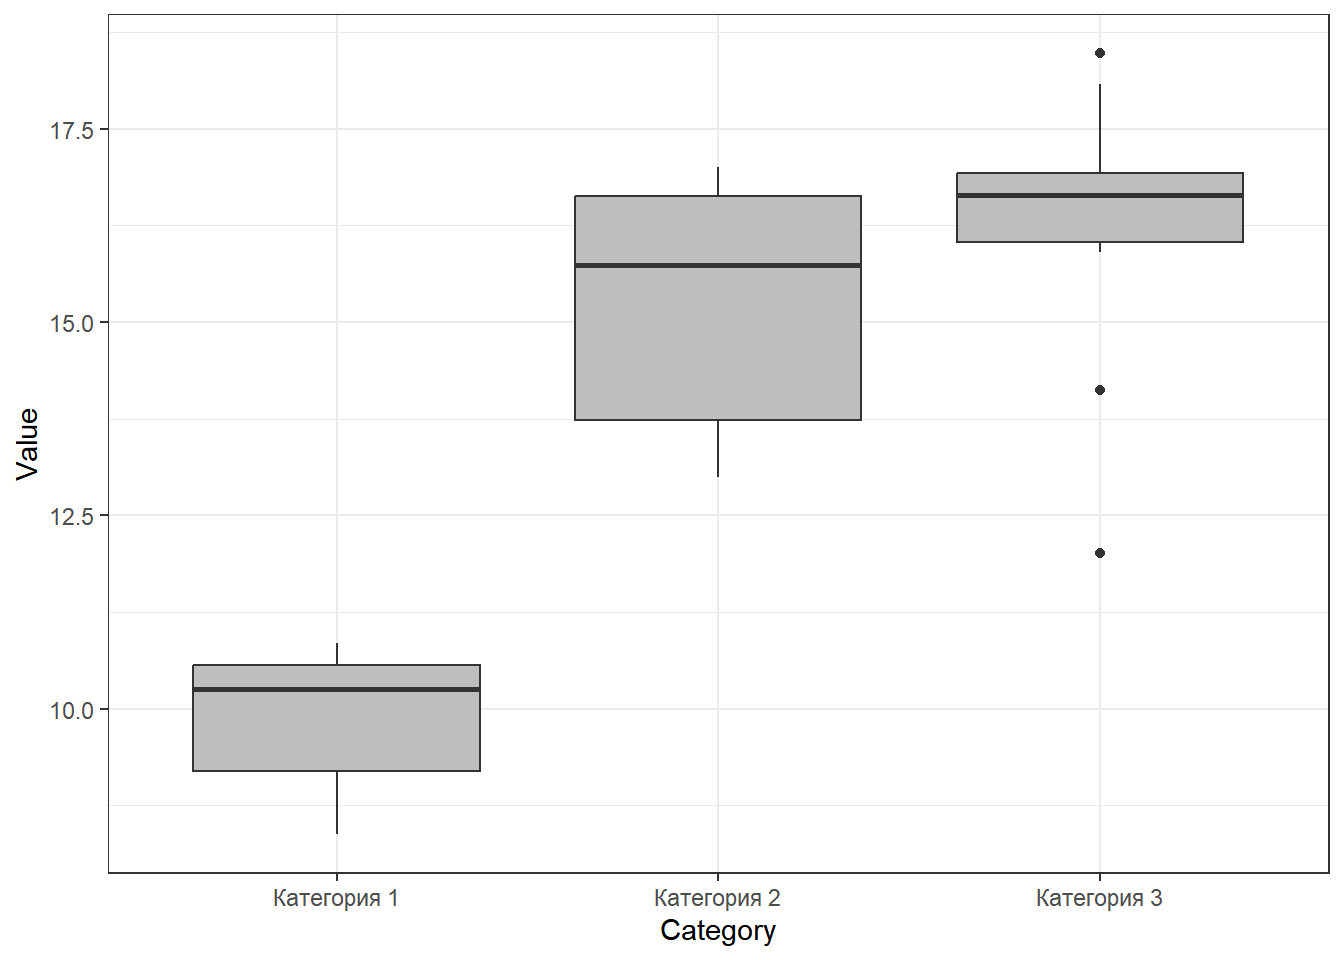 Value
17.5
15.0
12.5
10.0
Категория 1
Категория 2
Категория 3
Category